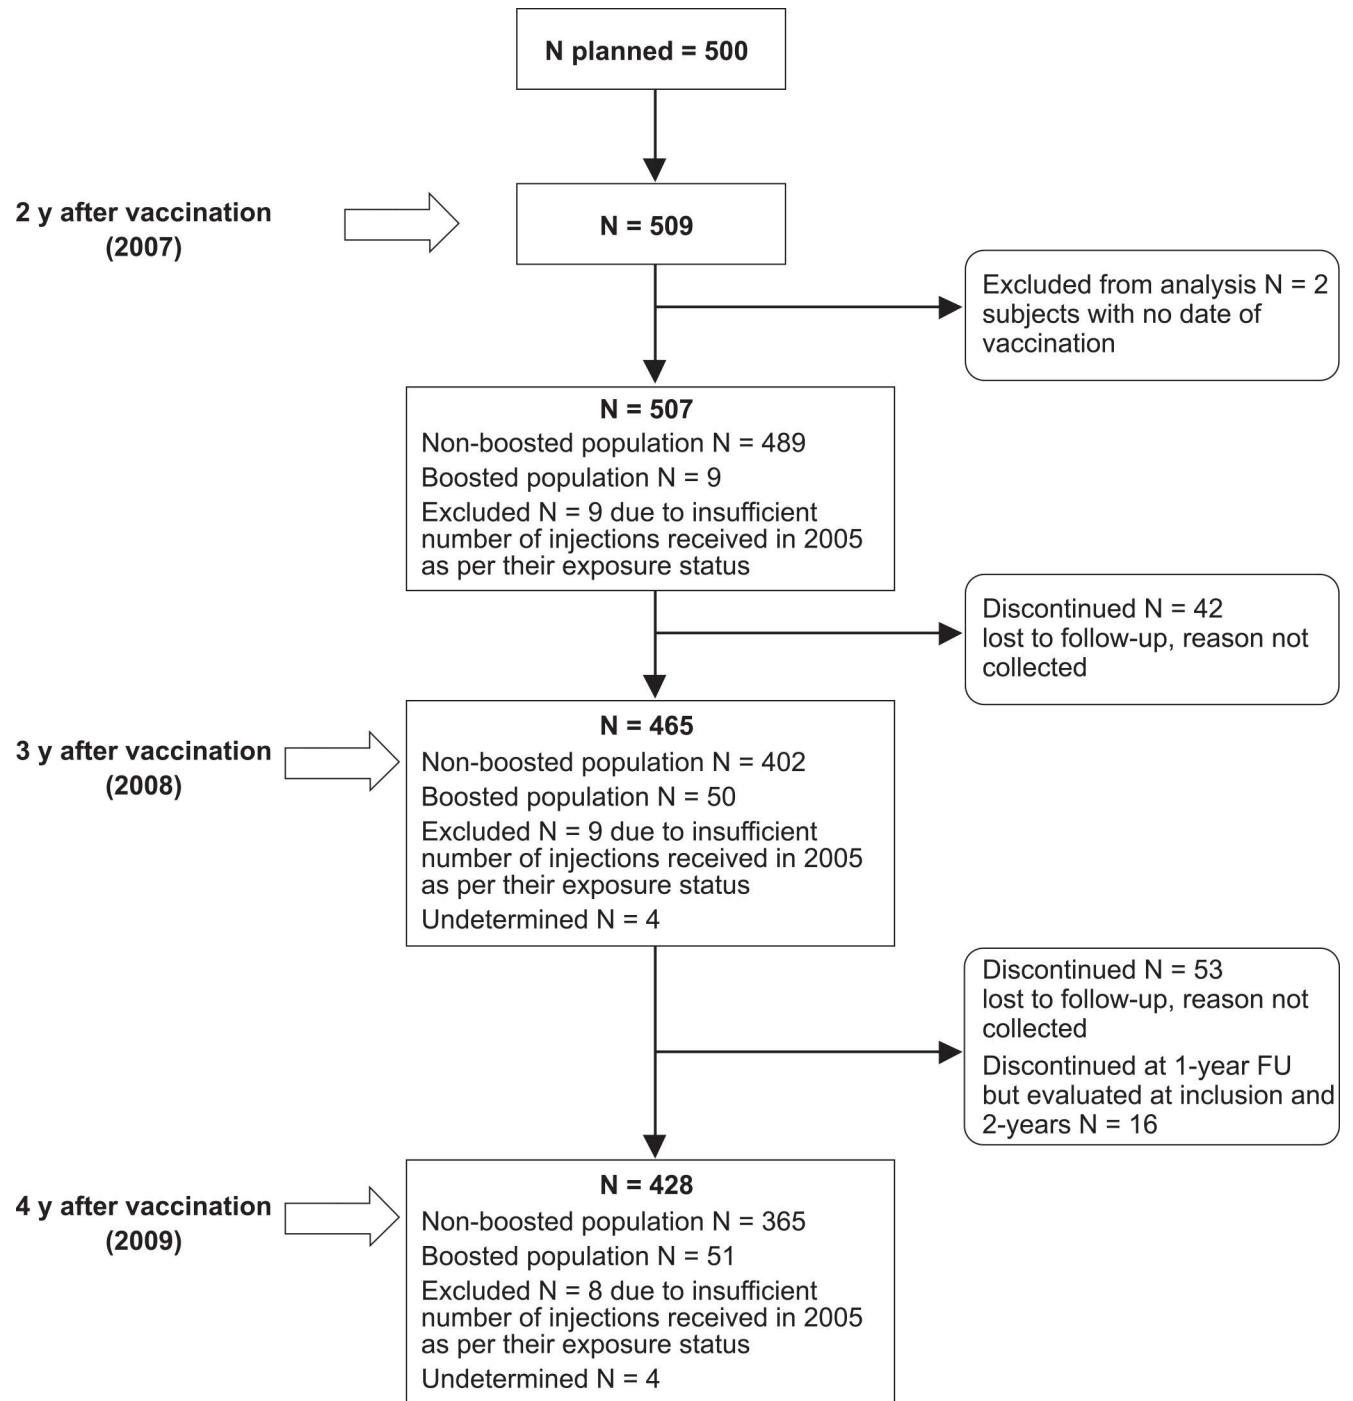 N planned = 500
2 y after vaccination
(2007)
N = 509
Excluded from analysis N = 2
subjects with no date of
vaccination
N = 507
Non-boosted population N = 489
Boosted population N = 9
Excluded N = 9 due to insufficient
number of injections received in 2005
as per their exposure status
Discontinued N = 42
lost to follow-up, reason not
collected
3 y after vaccination
(2008)
N = 465
Non-boosted population N = 402
Boosted population N = 50
Excluded N = 9 due to insufficient
number of injections received in 2005
as per their exposure status
Undetermined N = 4
Discontinued N = 53
lost to follow-up, reason not
collected
Discontinued at 1-year FU
but evaluated at inclusion and
2-years N = 16
4 y after vaccination
(2009)
N = 428
Non-boosted population N = 365
Boosted population N = 51
Excluded N = 8 due to insufficient
number of injections received in 2005
as per their exposure status
Undetermined N = 4